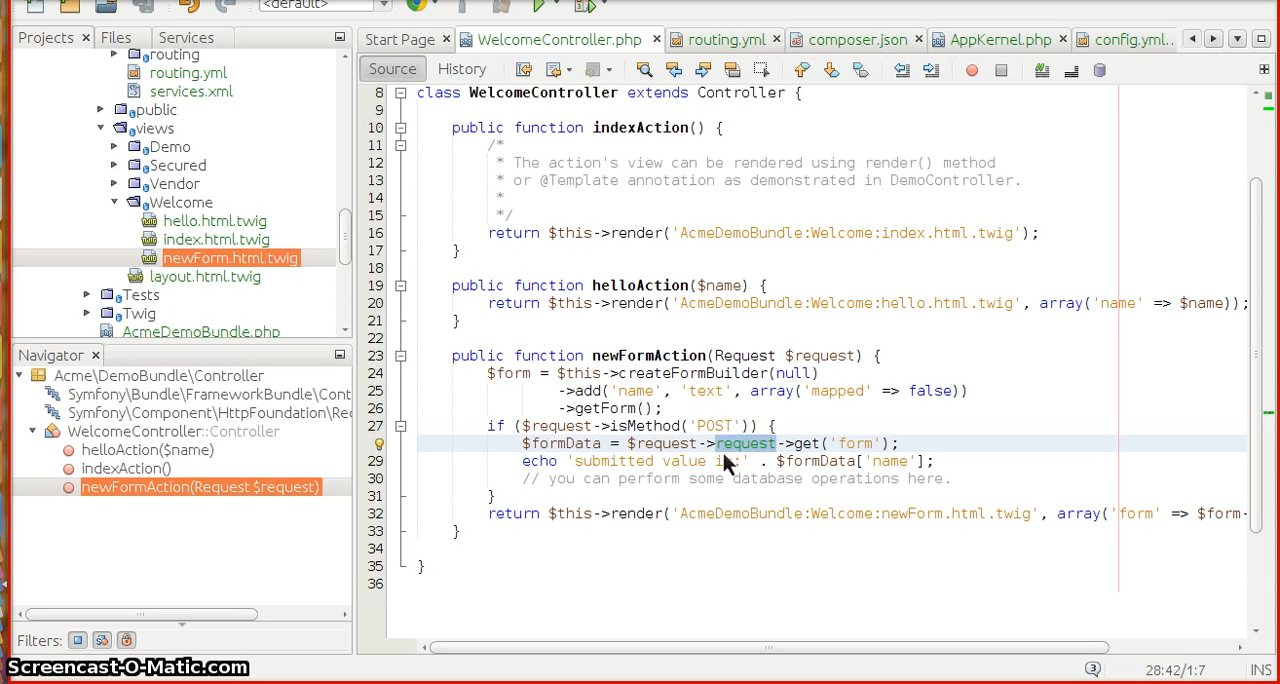 <default>
Projects Files Services
routing
routing.yml
services.xml
public
views
Demo
Secured
Vendor
Welcome
hello.html.twig
index.html.twig
newForm.html.twig
layout.html.twig
Tests
Twig
AcmeDemoBundle.php
Navigator
Acme\DemoBundle\Controller
Symfony\Bundle\FrameworkBundle\Cont
Symfony\Component\HttpFoundation\Re
WelcomeController::Controller
helloAction($name)
indexAction()
newFormAction(Request $request)
Filters:
Start Page WelcomeController.php routing.yml composer.json AppKernel.php config.yml...
Source History
8 class WelcomeController extends Controller {
9
10 public function indexAction() {
11 /*
12 * The action's view can be rendered using render() method
13 * or @Template annotation as demonstrated in DemoController.
14 *
15 */
16 return $this->render('AcmeDemoBundle:Welcome:index.html.twig');
17 }
18
19 public function helloAction($name) {
20 return $this->render('AcmeDemoBundle:Welcome:hello.html.twig', array('name' => $name));
21 }
22
23 public function newFormAction(Request $request) {
24 $form = $this->createFormBuilder(null)
25 ->add('name', 'text', array('mapped' => false))
26 ->getForm();
27 if ($request->isMethod('POST')) {
$formData = $request->request->get('form');
29 echo 'submitted value is:' . $formData['name'];
30 // you can perform some database operations here.
31 }
32 return $this->render('AcmeDemoBundle:Welcome:newForm.html.twig', array('form' => $form-
33 }
34
35 }
36
3 28:42/1:7 INS
Screencast-O-Matic.com